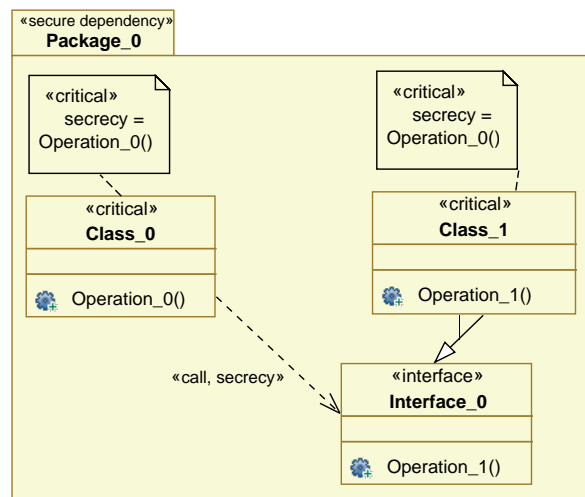 «secure dependency»
Package_0
«critical»
secrecy =
Operation_0()
«critical»
secrecy =
Operation_0()
«critical»
Class_0
Operation_0()
«critical»
Class_1
Operation_1()
«call, secrecy»
«interface»
Interface_0
Operation_1()